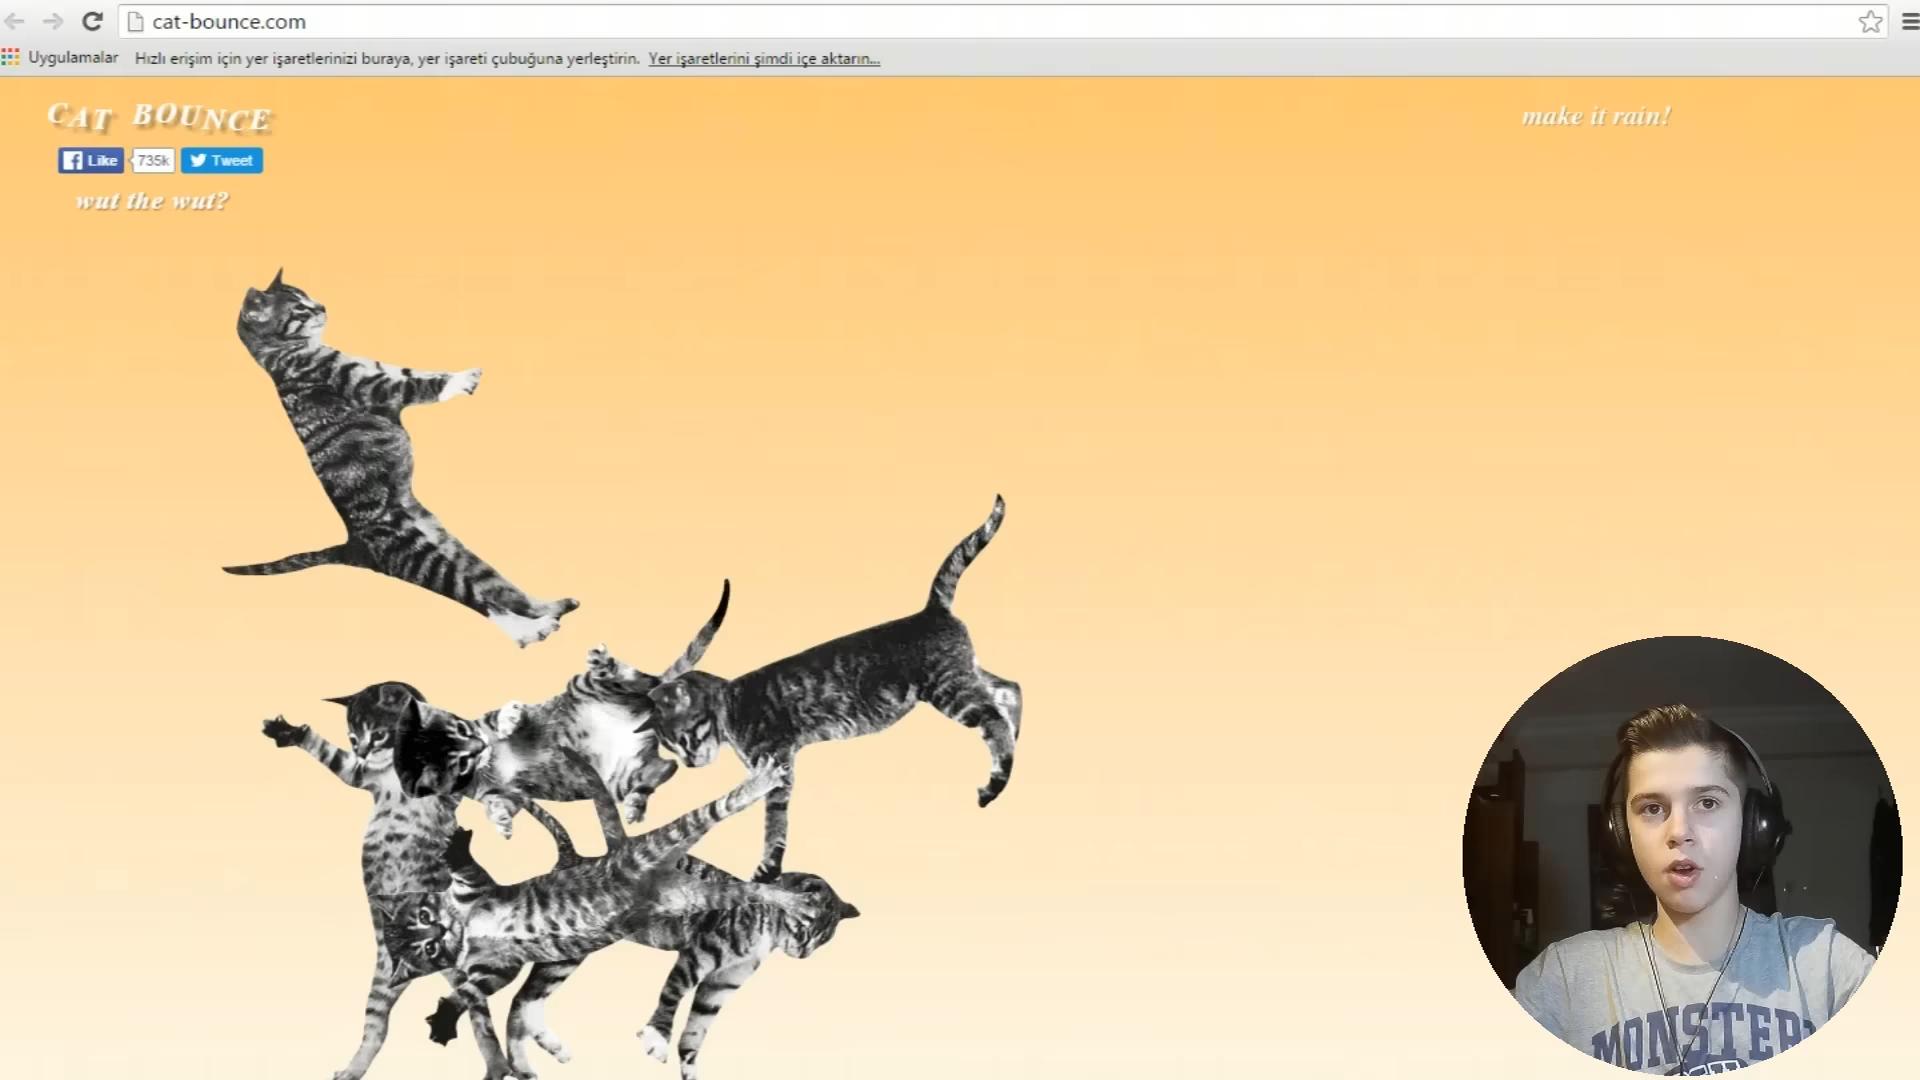 cat-bounce.com
Uygulamalar Hızlı erişim için yer işaretlerinizi buraya, yer işareti çubuğuna yerleştirin. Yer işaretlerini şimdi içe aktarın...
CAT BOUNCE
make it rain!
Like 735k Tweet
wut the wut?